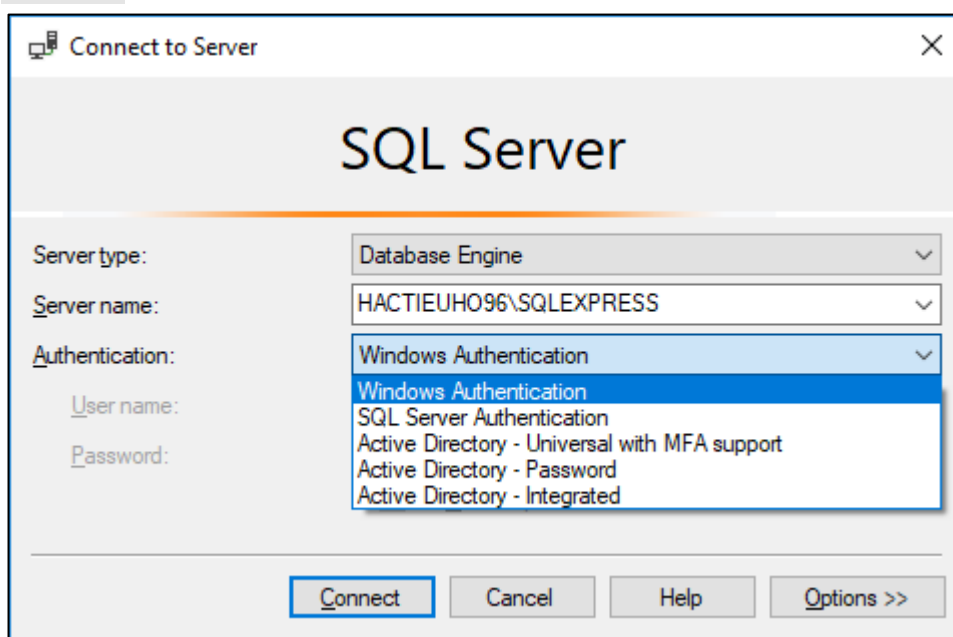 Connect to Server
SQL Server
Server type:
Database Engine
Server name:
HACTIEUHO96\SQLEXPRESS
Authentication:
Windows Authentication
Windows Authentication
User name:
SQL Server Authentication
Active Directory - Universal with MFA support
Password:
Active Directory - Password
Active Directory - Integrated
Connect
Cancel
Help
Options >>